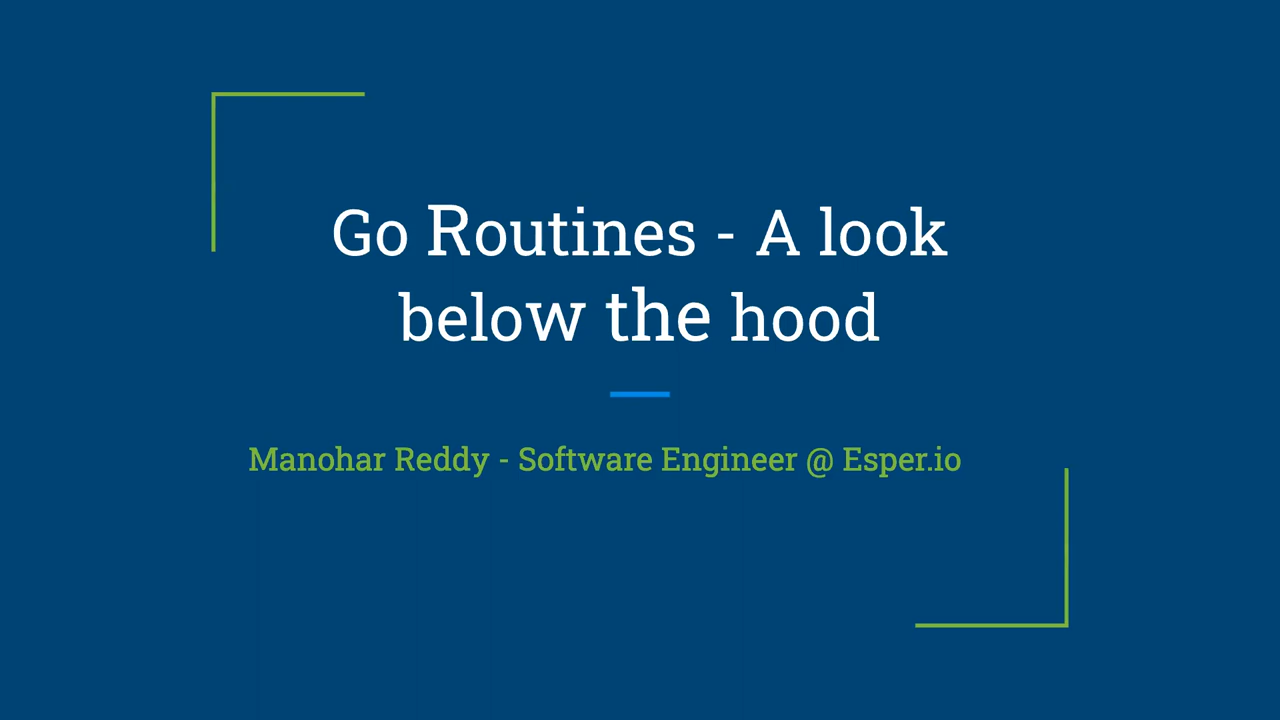 Go Routines - A look
below the hood
Manohar Reddy - Software Engineer @ Esper.io